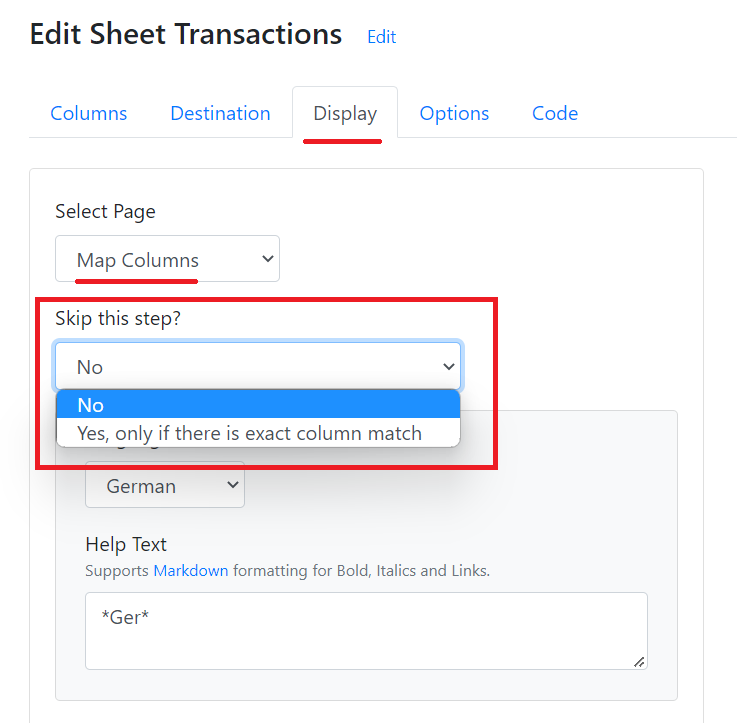 Edit Sheet Transactions Edit
Columns Destination Display Options Code
Select Page
Map Columns
Skip this step?
No
No
Yes, only if there is exact column match
German
Help Text
Supports Markdown formatting for Bold, Italics and Links.
*Ger*